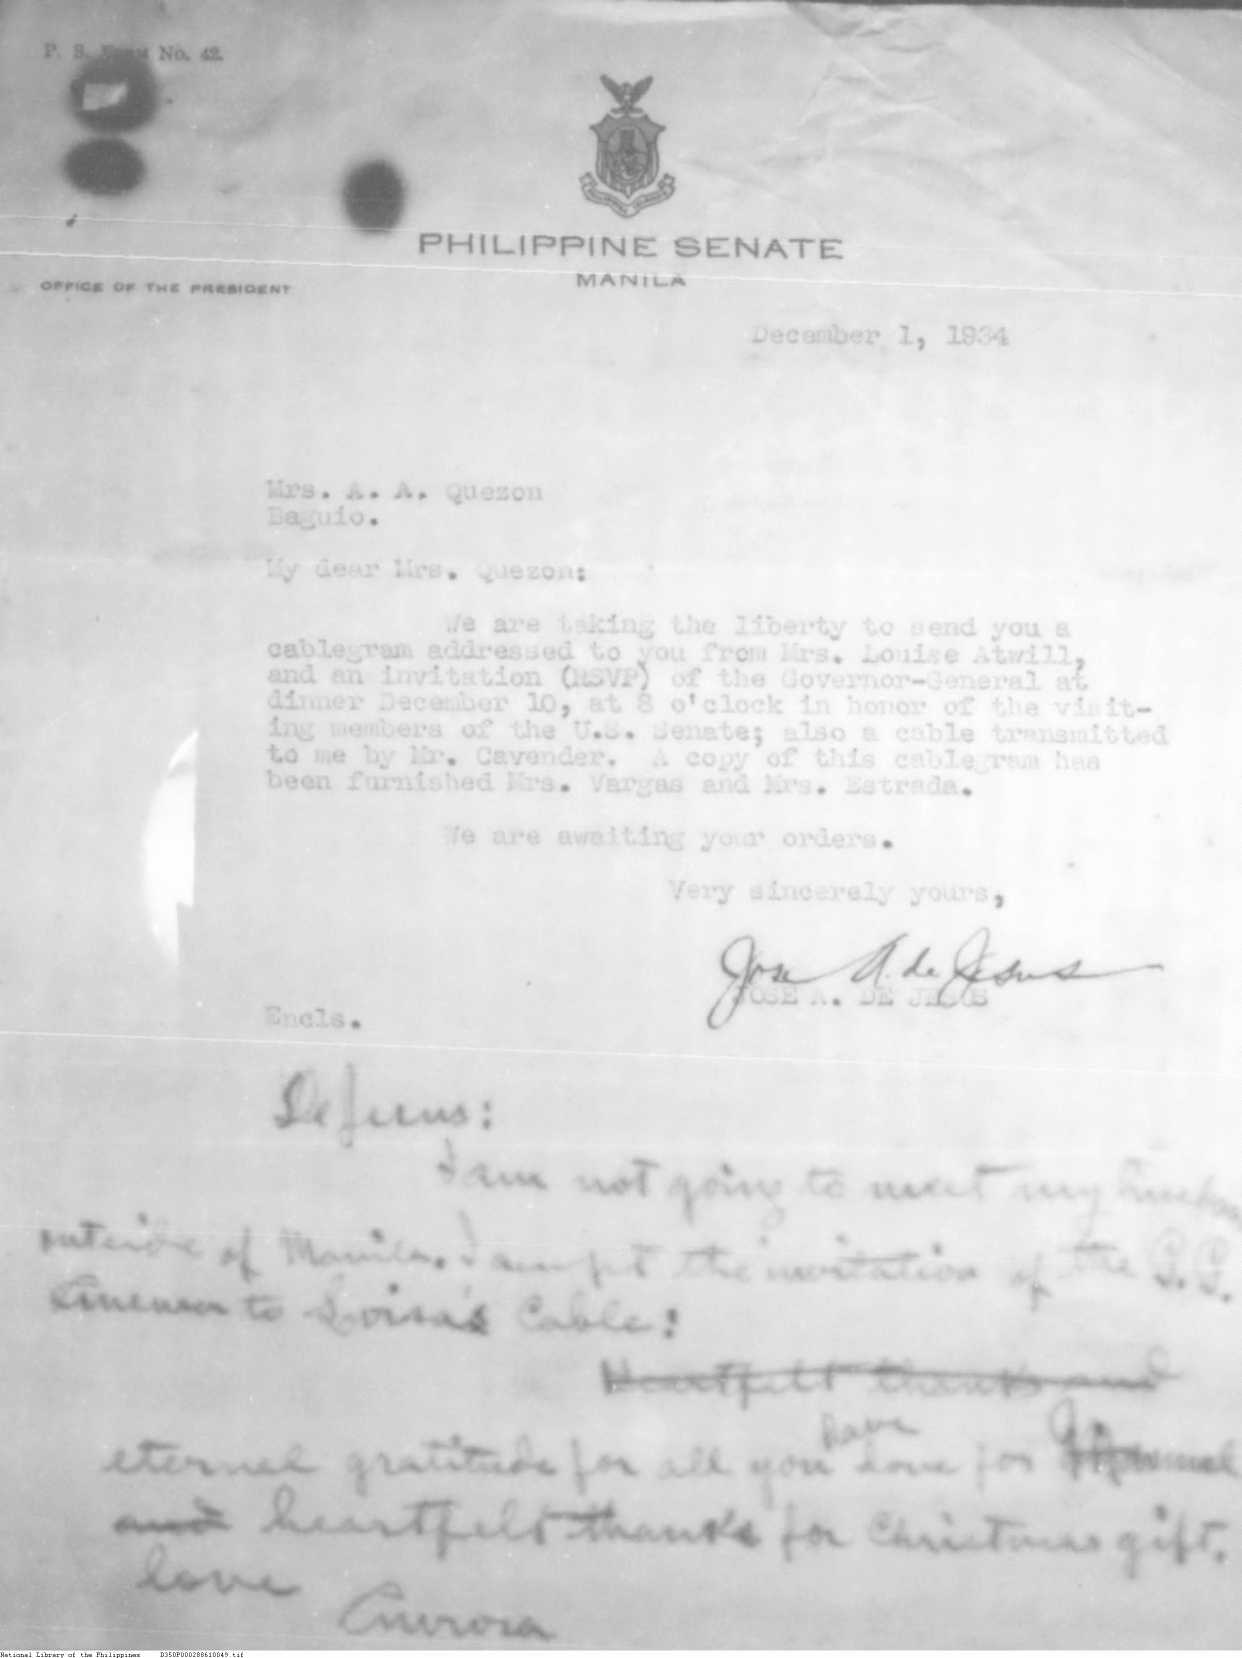 P. S. Form No. 42.
PHILIPPINE SENATE
MANILA
OFFICE OF THE PRESIDENT
December 1, 1934
Mrs. A. A. Quezon
Baguio.
My dear Mrs. Quezon:
We are taking the liberty to send you a
cablegram addressed to you from Mrs. Louise Atwill,
and an invitation (RSVP) of the Governor-General at
dinner December 10, at 8 o'clock in honor of the visit-
ing members of the U.S. Senate; also a cable transmitted
to me by Mr. Cavender. A copy of this cablegram has
been furnished Mrs. Vargas and Mrs. Estrada.
We are awaiting your orders.
Very sincerely yours,
Jose A. de Jesus
JOSE A. DE JESUS
Encls.
De Jesus:
I am not going to meet my
outside of Manila. I accept the invitation of the G.G.
Answer to Loisa's Cable:
Heartfelt thanks and
eternal gratitude for all you have done for
and heartfelt thanks for Christmas gift.
love
Aurora
National Library of the Philippines D350P000288610049.tif